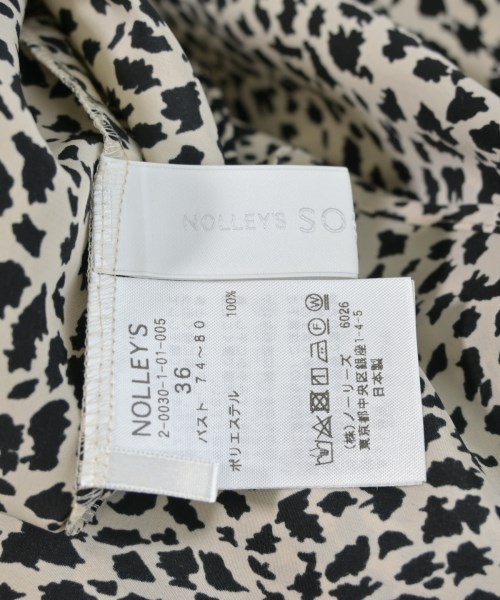 NOLLEY'S SO
NOLLEY'S
2-0030-1-01-005
36
バスト 74～80
ポリエステル 100%
(株)ノーリーズ 6026
東京都中央区銀座1-4-5
日本製